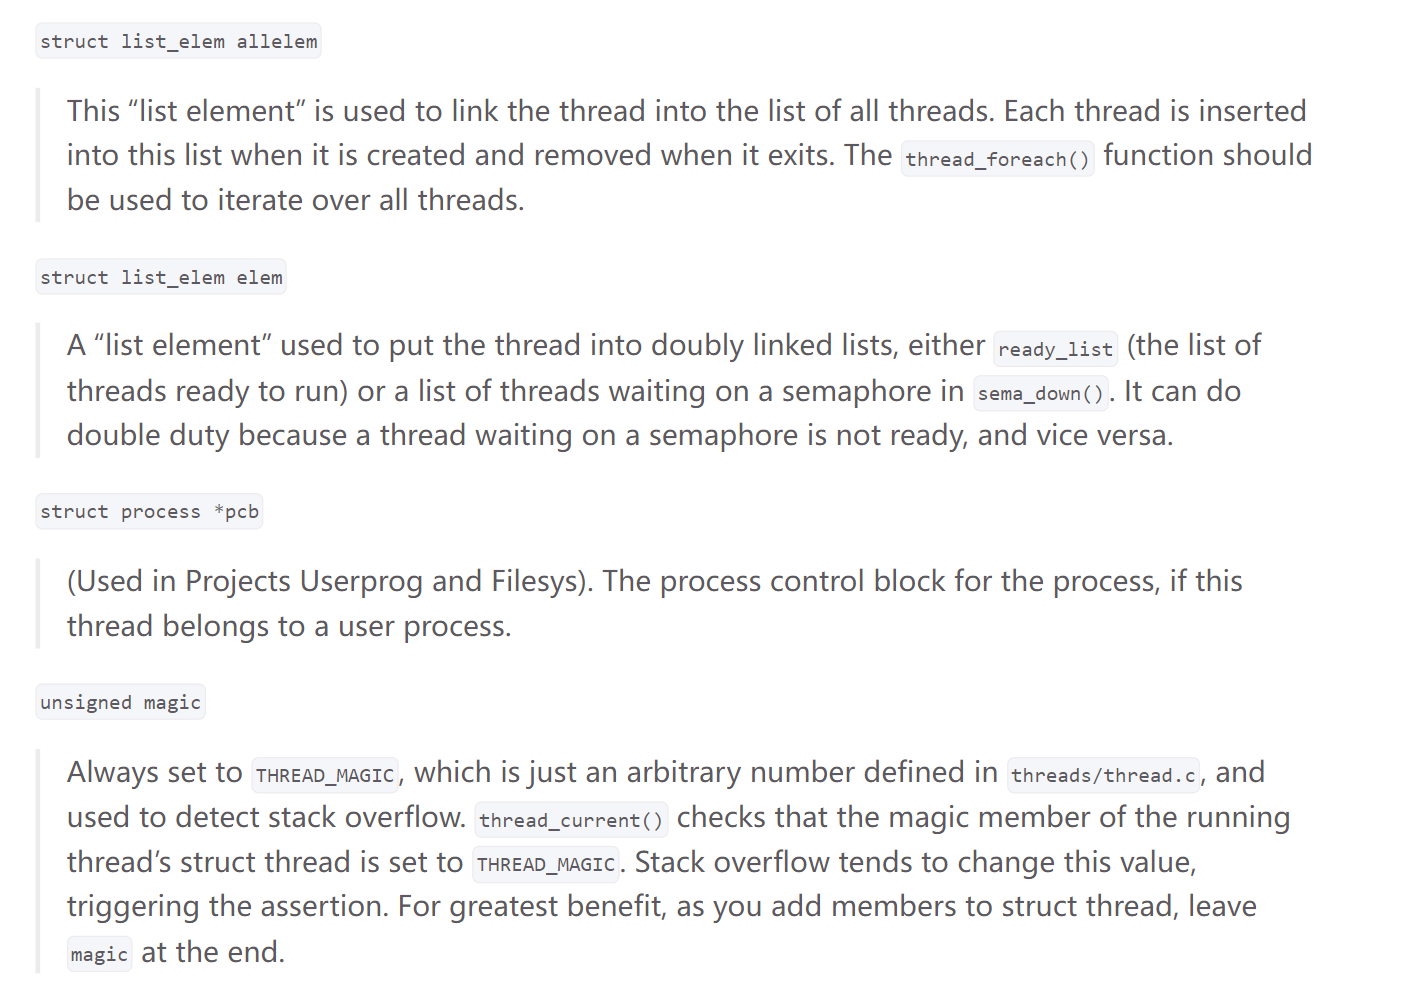 struct list_elem allelem
This “list element” is used to link the thread into the list of all threads. Each thread is inserted
into this list when it is created and removed when it exits. The thread_foreach() function should
be used to iterate over all threads.
struct list_elem elem
A “list element” used to put the thread into doubly linked lists, either ready_list (the list of
threads ready to run) or a list of threads waiting on a semaphore in sema_down(). It can do
double duty because a thread waiting on a semaphore is not ready, and vice versa.
struct process *pcb
(Used in Projects Userprog and Filesys). The process control block for the process, if this
thread belongs to a user process.
unsigned magic
Always set to THREAD_MAGIC, which is just an arbitrary number defined in threads/thread.c, and
used to detect stack overflow. thread_current() checks that the magic member of the running
thread’s struct thread is set to THREAD_MAGIC. Stack overflow tends to change this value,
triggering the assertion. For greatest benefit, as you add members to struct thread, leave
magic at the end.